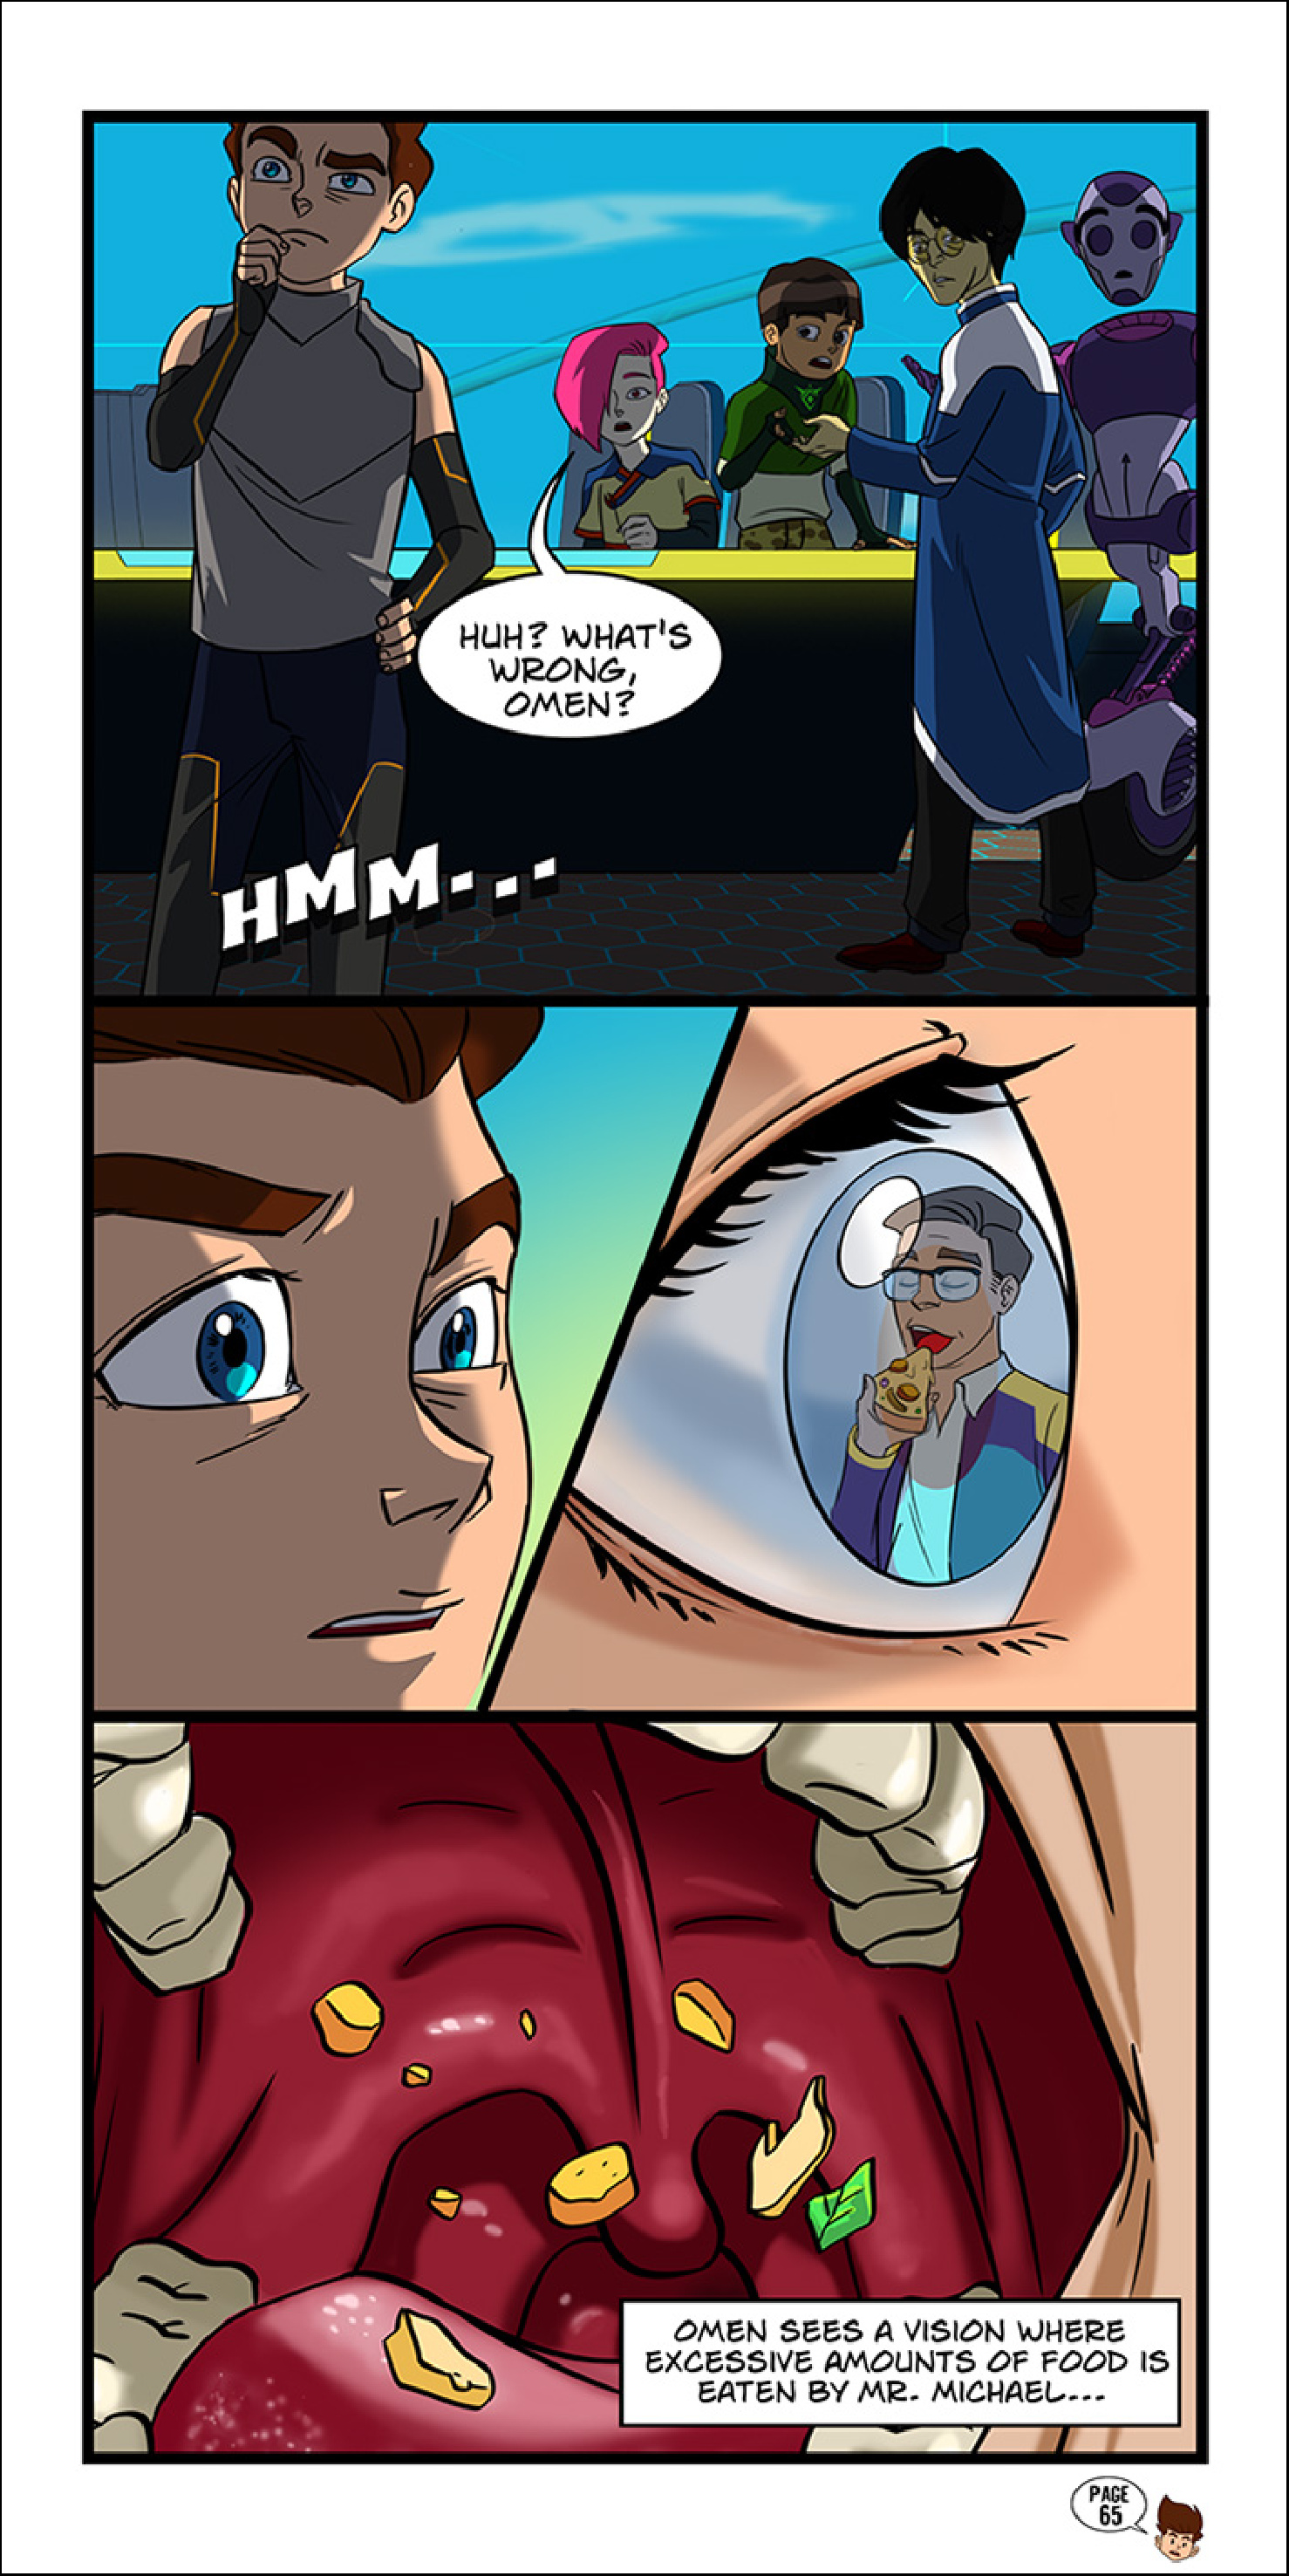 HUH? WHAT'S
WRONG,
OMEN?
HMM...
OMEN SEES A VISION WHERE
EXCESSIVE AMOUNTS OF FOOD IS
EATEN BY MR. MICHAEL...
PAGE
65